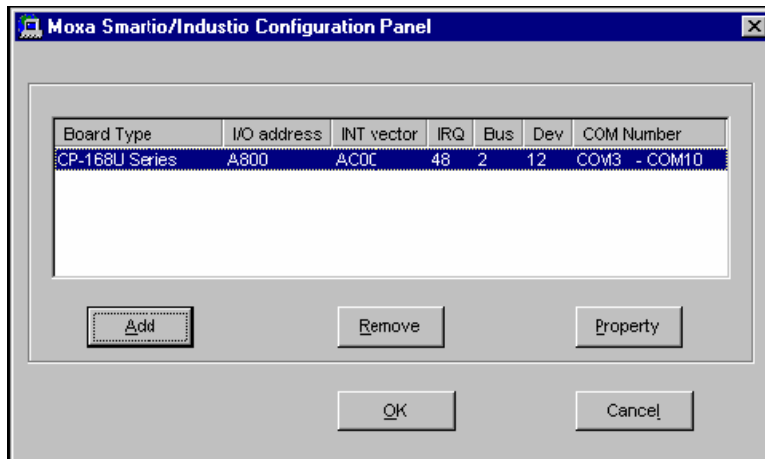 Moxa Smartio/Industio Configuration Panel
Board Type I/O address INT vector IRQ Bus Dev COM Number
CP-168U Series A800 AC00 48 2 12 COM3 - COM10
Add Remove Property
OK Cancel